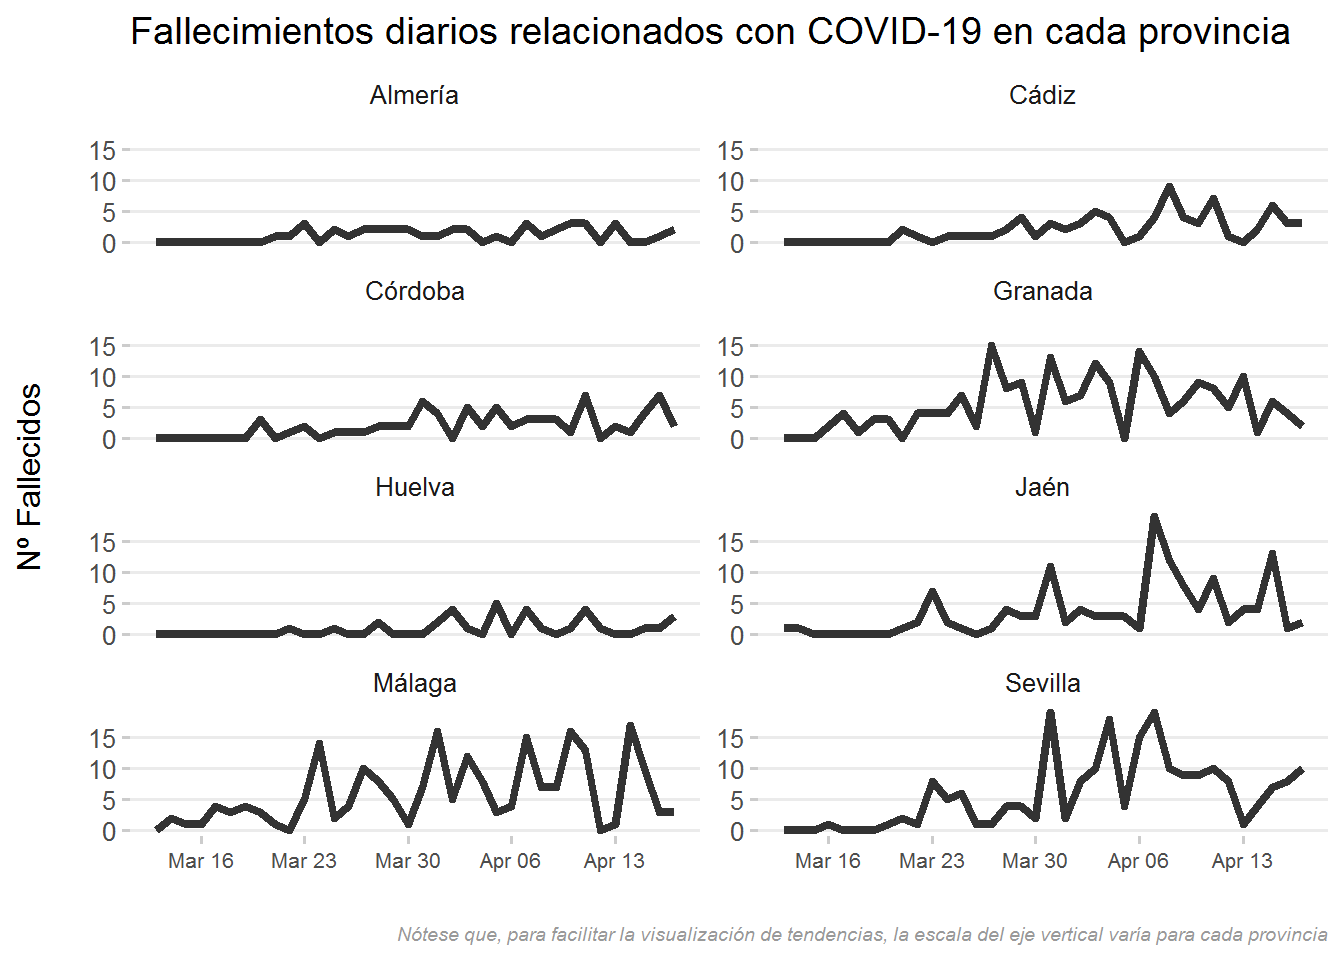 Fallecimientos diarios relacionados con COVID-19 en cada provincia
Almería
Cádiz
15
10
5
0
15
10
5
0
Córdoba
Granada
15
10
5
0
15
10
5
0
Nº Fallecidos
Huelva
Jaén
15
10
5
0
15
10
5
0
Málaga
Sevilla
15
10
5
0
15
10
5
0
Mar 16 Mar 23 Mar 30 Apr 06 Apr 13
Mar 16 Mar 23 Mar 30 Apr 06 Apr 13
Nótese que, para facilitar la visualización de tendencias, la escala del eje vertical varía para cada provincia